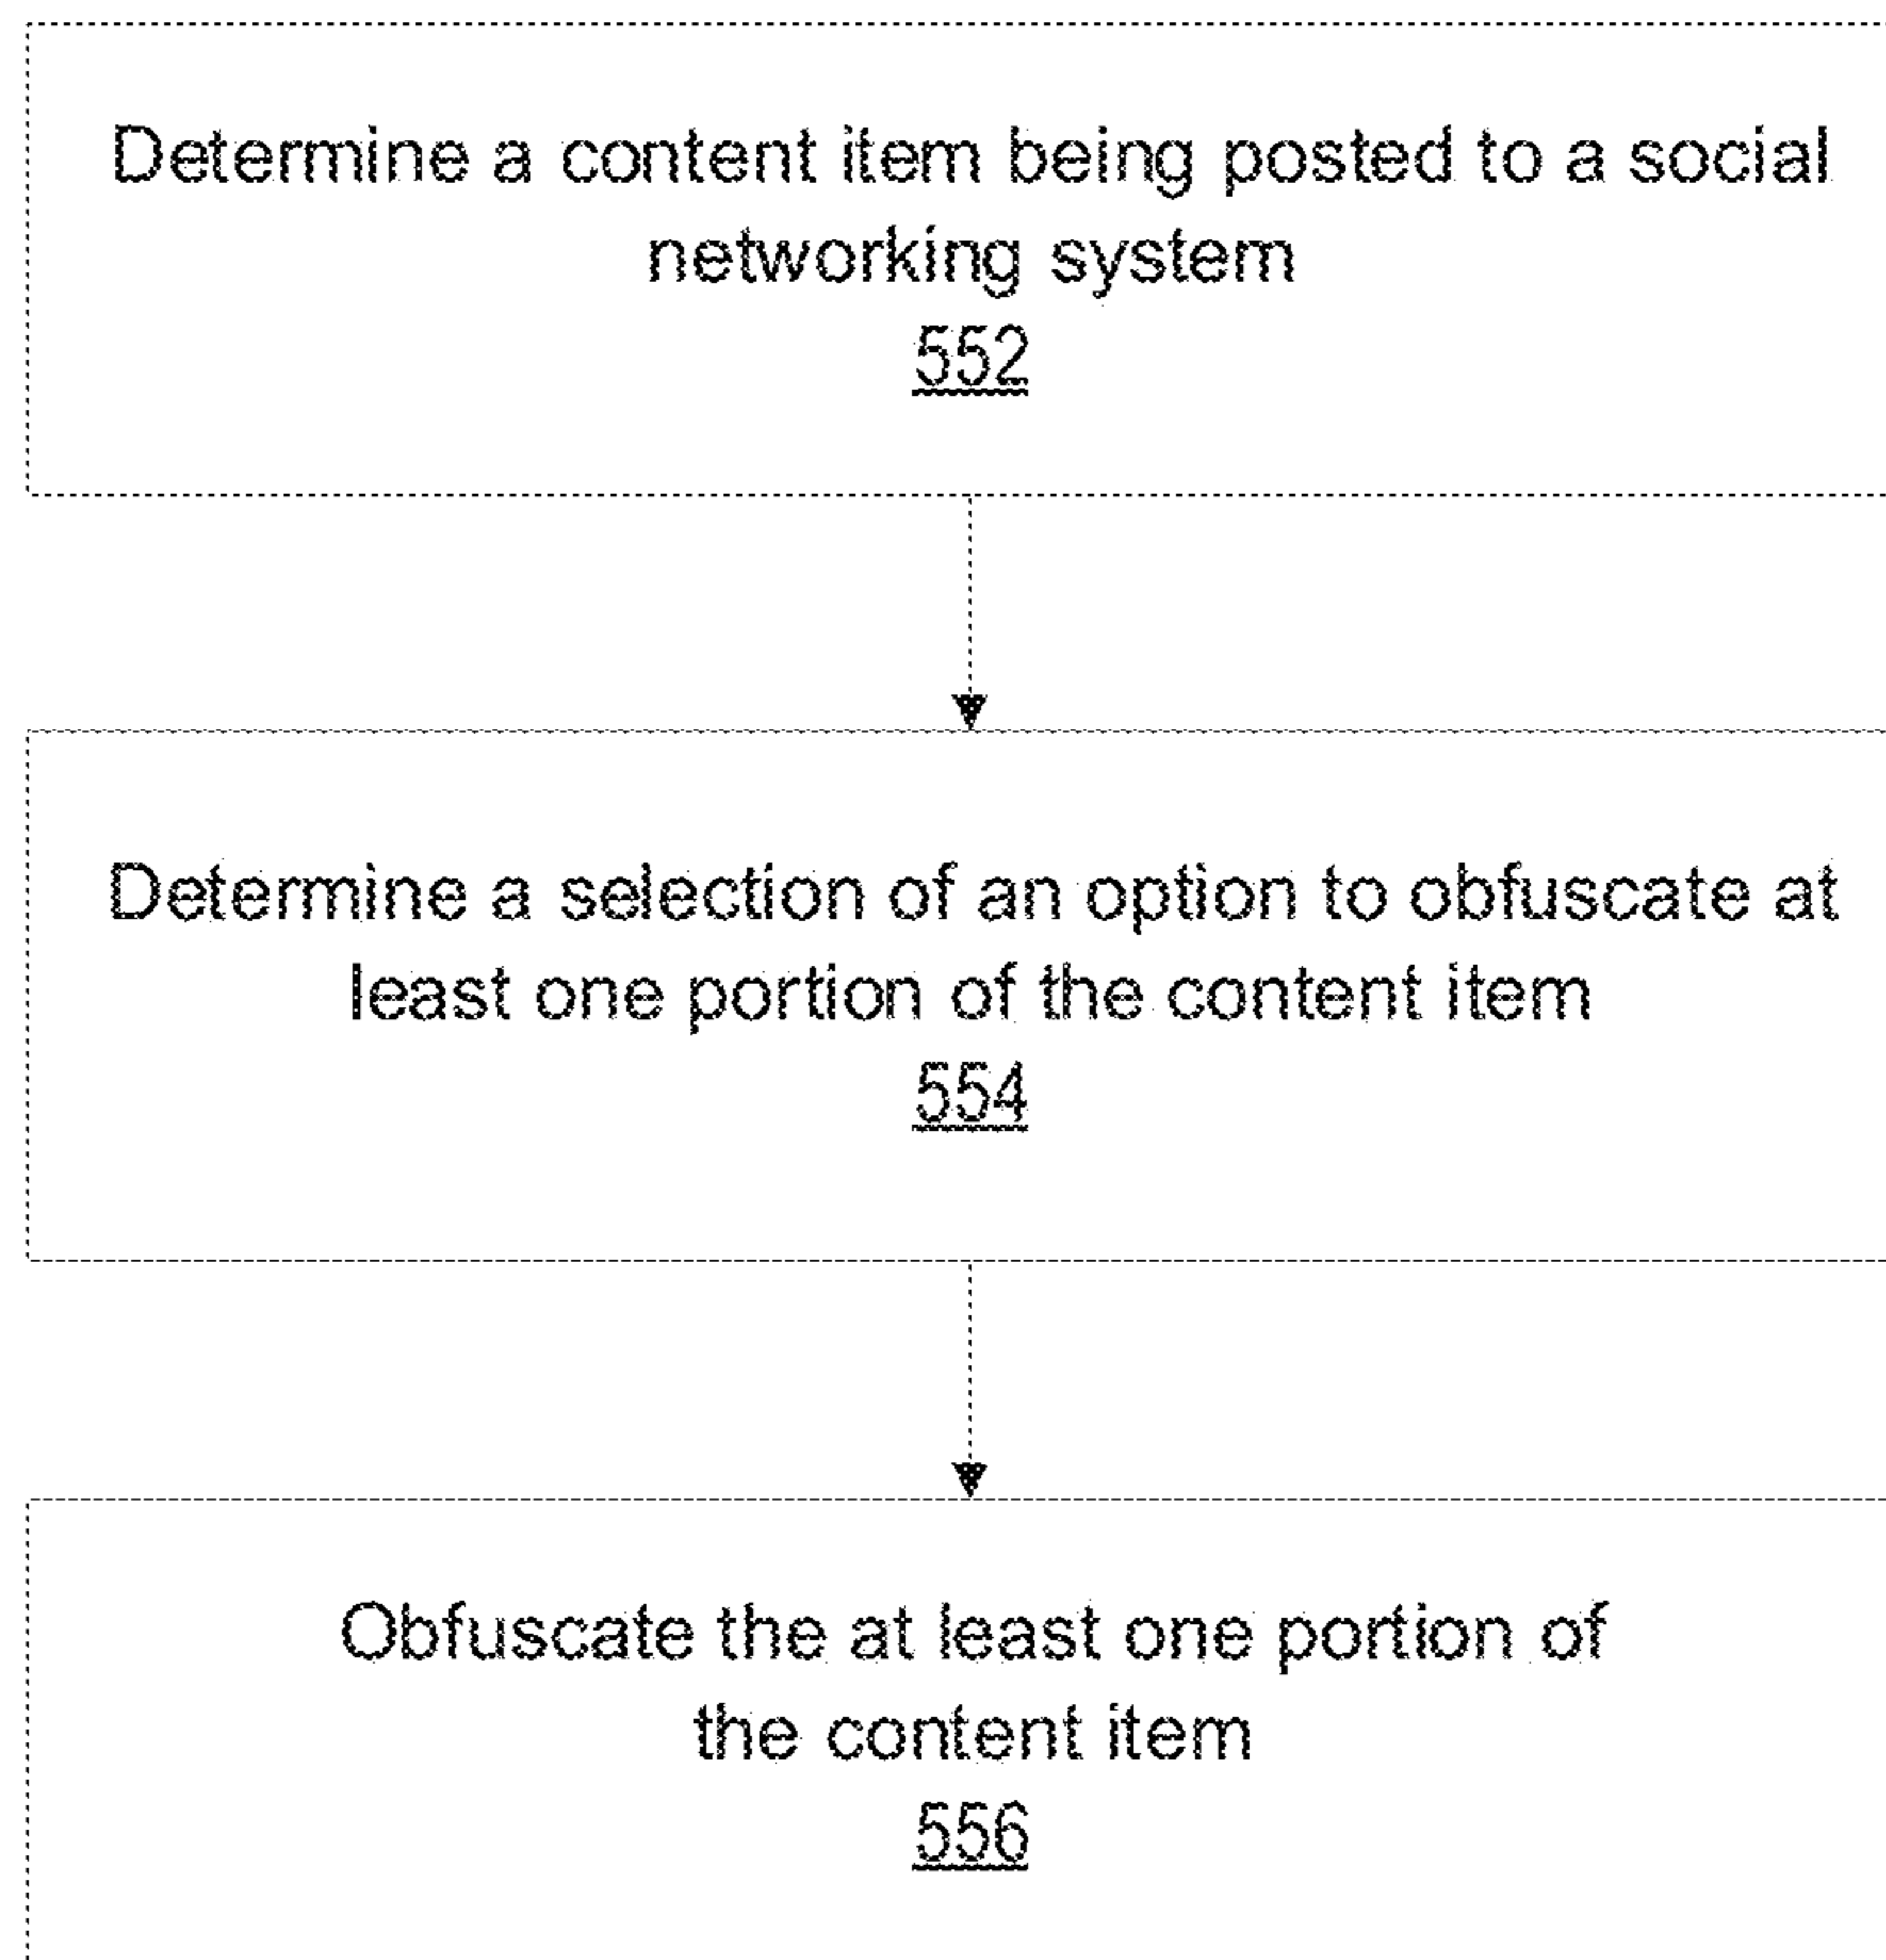 Determine a content item being posted to a social
networking system
552
Determine a selection of an option to obfuscate at
least one portion of the content item
554
Obfuscate the at least one portion of
the content item
556